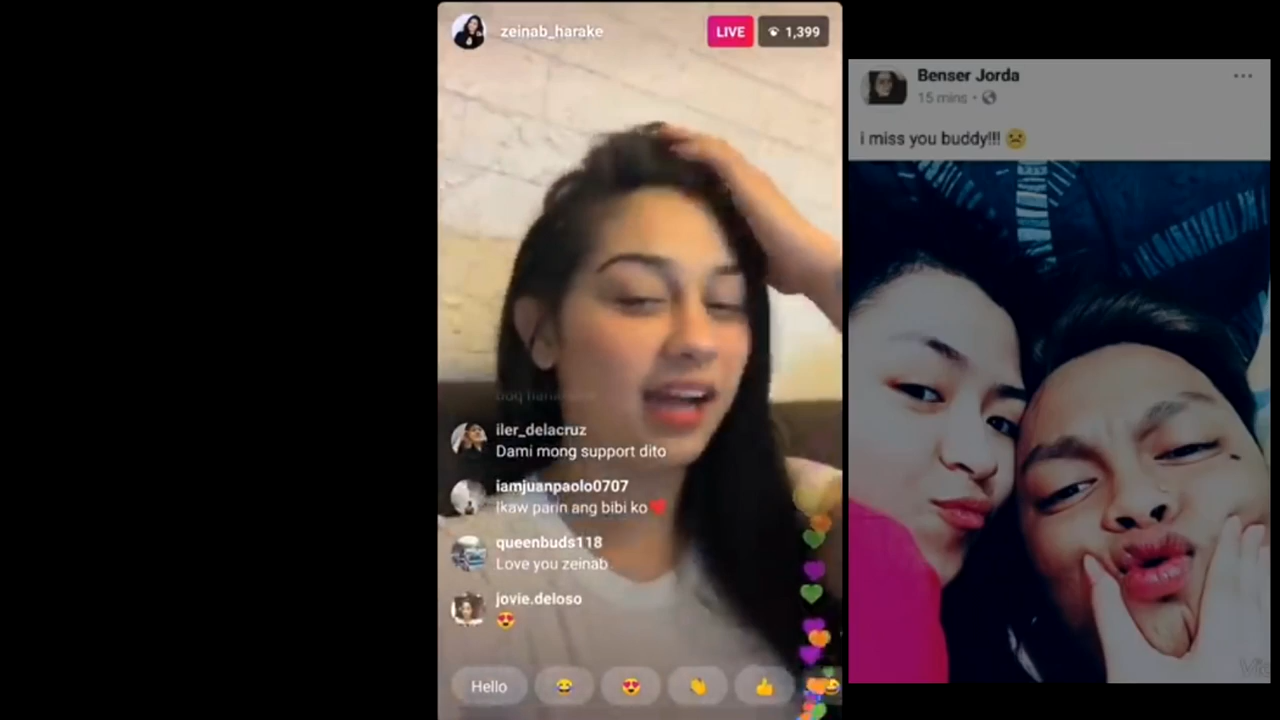 zeinab_harake
LIVE
1,399
iler_delacruz
Dami mong support dito
iamjuanpaolo0707
Ikaw parin ang bibi ko❤️
queenbuds118
Love you zeinab
jovie.deloso
😍
Hello 😂 😍 👏 👍
Benser Jorda
15 mins •
i miss you buddy!!! 😢